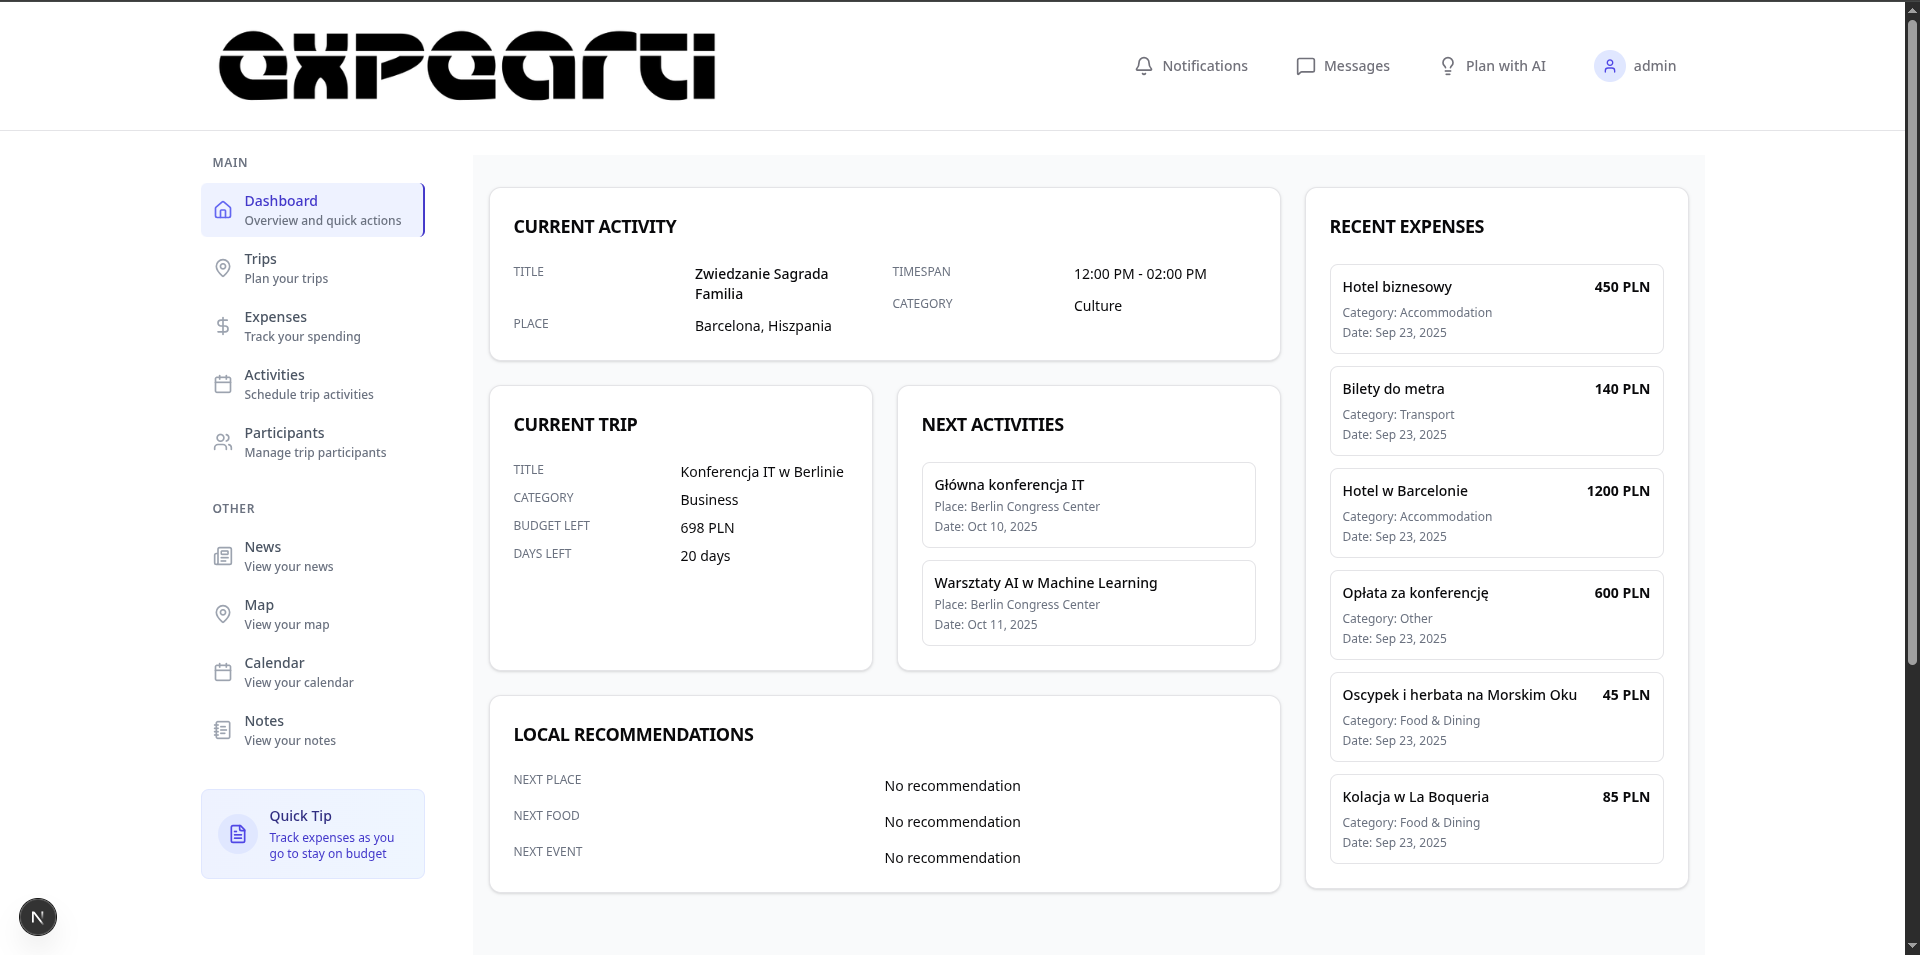 expearti
Notifications
Messages
Plan with AI
admin
MAIN
Dashboard
Overview and quick actions
Trips
Plan your trips
Expenses
Track your spending
Activities
Schedule trip activities
Participants
Manage trip participants
OTHER
News
View your news
Map
View your map
Calendar
View your calendar
Notes
View your notes
Quick Tip
Track expenses as you
go to stay on budget
N
CURRENT ACTIVITY
TITLE
Zwiedzanie Sagrada
Familia
PLACE
Barcelona, Hiszpania
TIMESPAN
12:00 PM - 02:00 PM
CATEGORY
Culture
CURRENT TRIP
TITLE
Konferencja IT w Berlinie
CATEGORY
Business
BUDGET LEFT
698 PLN
DAYS LEFT
20 days
NEXT ACTIVITIES
Główna konferencja IT
Place: Berlin Congress Center
Date: Oct 10, 2025
Warsztaty AI w Machine Learning
Place: Berlin Congress Center
Date: Oct 11, 2025
LOCAL RECOMMENDATIONS
NEXT PLACE
No recommendation
NEXT FOOD
No recommendation
NEXT EVENT
No recommendation
RECENT EXPENSES
Hotel biznesowy
450 PLN
Category: Accommodation
Date: Sep 23, 2025
Bilety do metra
140 PLN
Category: Transport
Date: Sep 23, 2025
Hotel w Barcelonie
1200 PLN
Category: Accommodation
Date: Sep 23, 2025
Opłata za konferencję
600 PLN
Category: Other
Date: Sep 23, 2025
Oscypek i herbata na Morskim Oku
45 PLN
Category: Food & Dining
Date: Sep 23, 2025
Kolacja w La Boqueria
85 PLN
Category: Food & Dining
Date: Sep 23, 2025